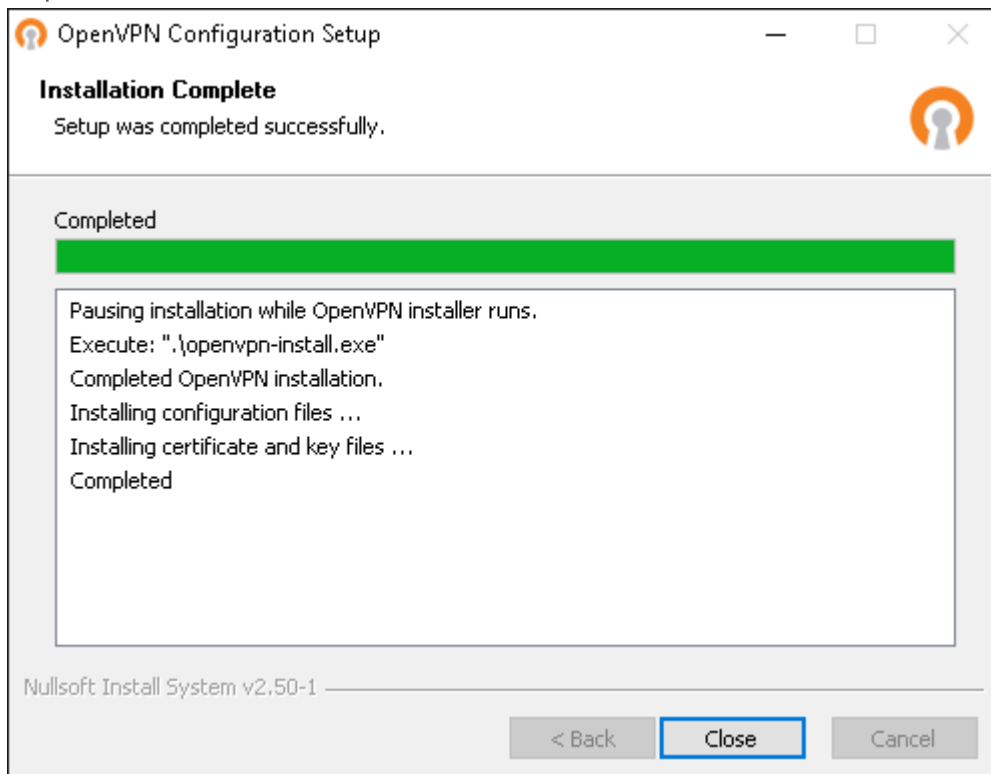 OpenVPN Configuration Setup
Installation Complete
Setup was completed successfully.
Completed
Pausing installation while OpenVPN installer runs.
Execute: ".\openvpn-install.exe"
Completed OpenVPN installation.
Installing configuration files ...
Installing certificate and key files ...
Completed
Nullsoft Install System v2.50-1
< Back
Close
Cancel